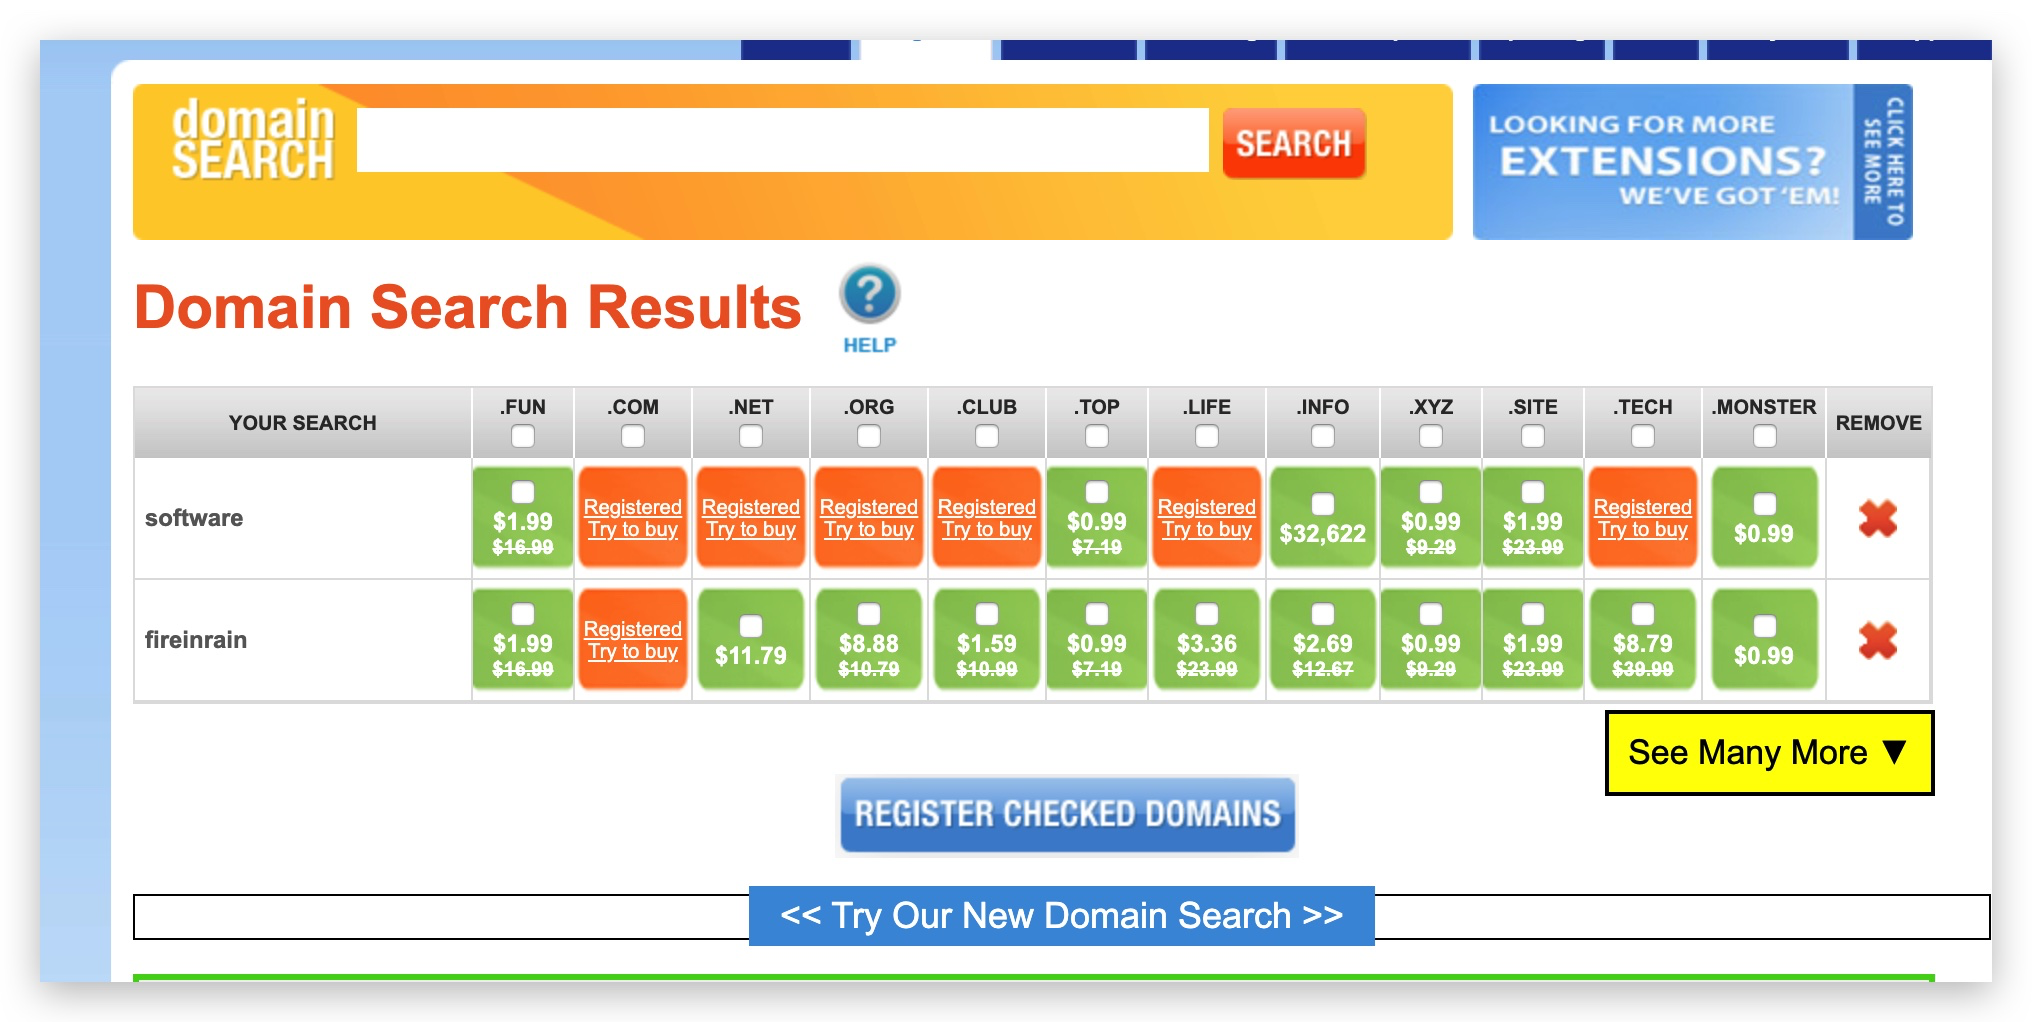 domain
SEARCH
SEARCH
LOOKING FOR MORE
EXTENSIONS?
WE'VE GOT 'EM!
CLICK HERE TO
SEE MORE
Domain Search Results
?
HELP
YOUR SEARCH .FUN .COM .NET .ORG .CLUB .TOP .LIFE .INFO .XYZ .SITE .TECH .MONSTER REMOVE
software $1.99 $16.99 Registered Try to buy Registered Try to buy Registered Try to buy Registered Try to buy $0.99 $7.19 Registered Try to buy $32,622 $0.99 $9.29 $1.99 $23.99 Registered Try to buy $0.99
fireinrain $1.99 $16.99 Registered Try to buy $11.79 $8.88 $10.79 $1.59 $10.99 $0.99 $7.19 $3.36 $23.99 $2.69 $12.67 $0.99 $9.29 $1.99 $23.99 $8.79 $39.99 $0.99
See Many More ▼
REGISTER CHECKED DOMAINS
<< Try Our New Domain Search >>